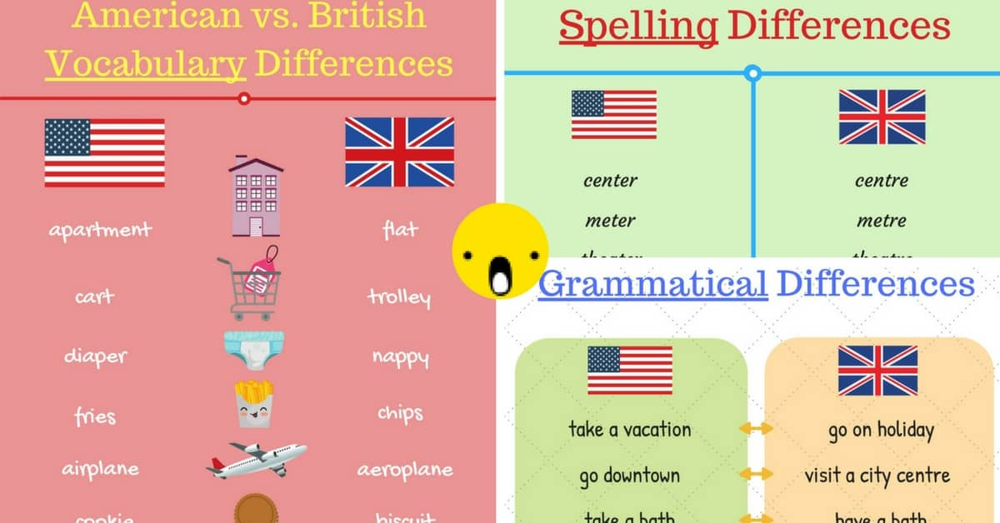 American vs. British
Vocabulary Differences
apartment flat
cart trolley
diaper nappy
fries chips
airplane aeroplane
cookie biscuit
Spelling Differences
center centre
meter metre
theater theatre
Grammatical Differences
take a vacation go on holiday
go downtown visit a city centre
take a bath have a bath